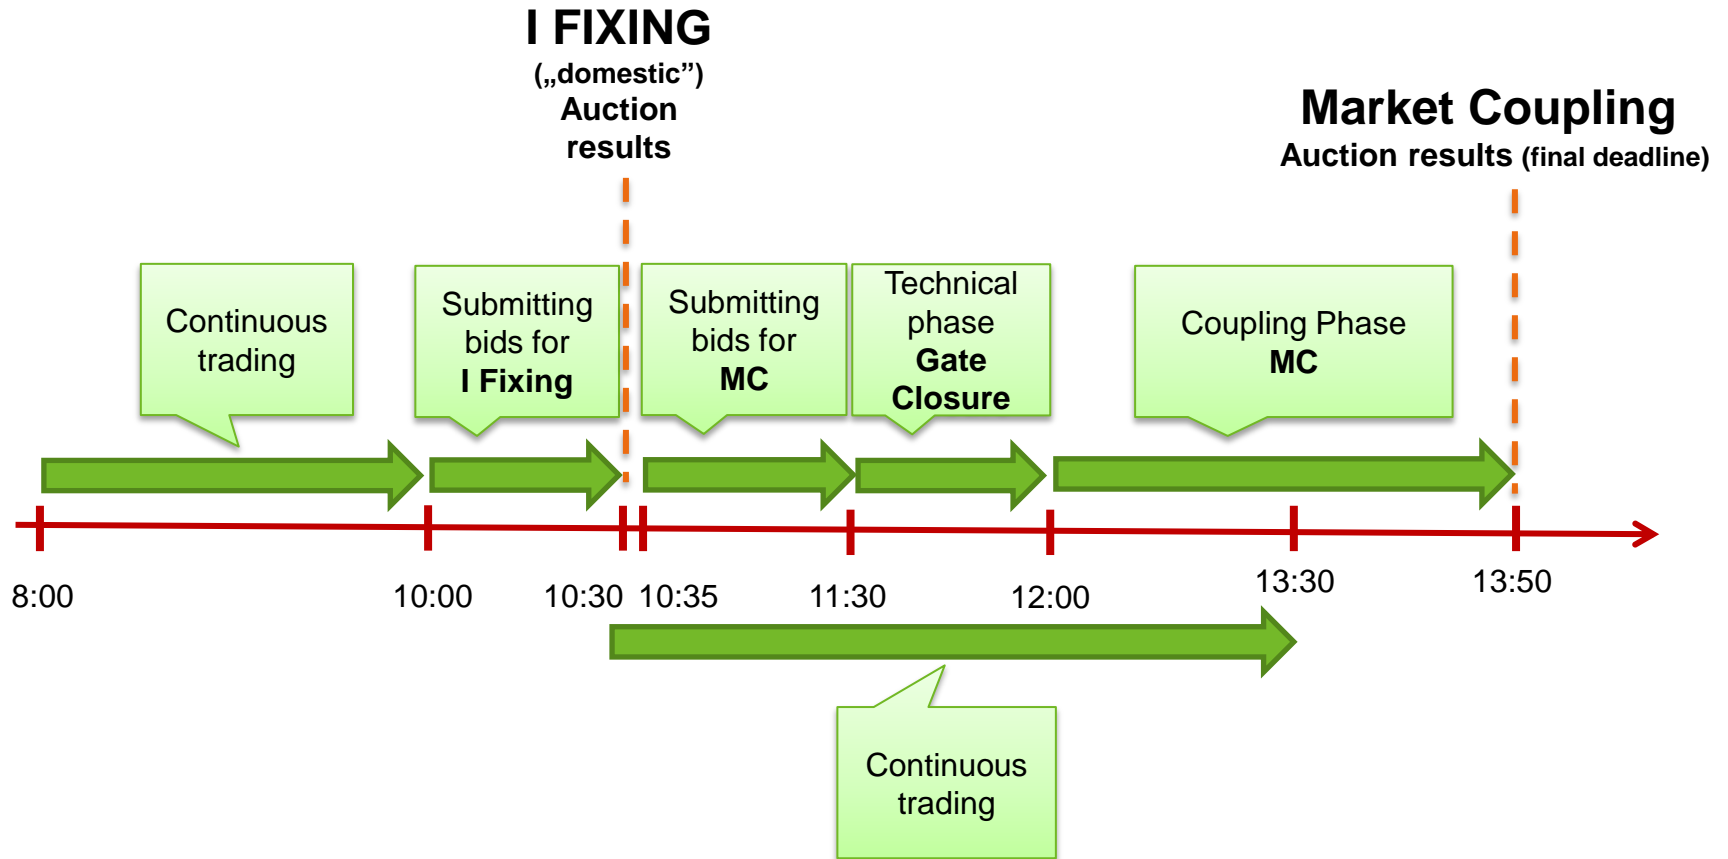 I FIXING
(„domestic”)
Auction
results
Market Coupling
Auction results (final deadline)
Continuous
trading
Submitting
bids for
I Fixing
Submitting
bids for
MC
Technical
phase
Gate
Closure
Coupling Phase
MC
8:00
10:00
10:30
10:35
11:30
12:00
13:30
13:50
Continuous
trading